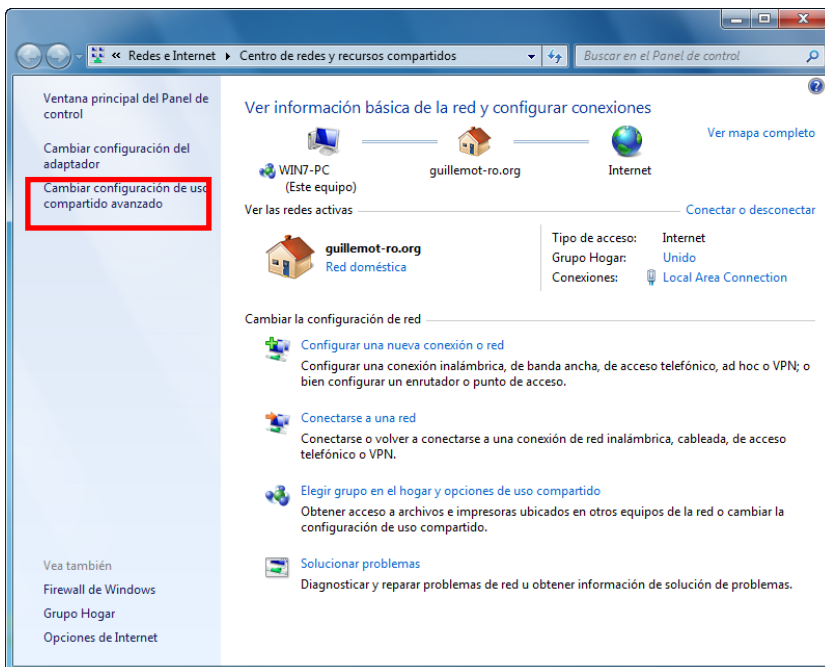 Redes e Internet Centro de redes y recursos compartidos
Buscar en el Panel de control
Ventana principal del Panel de
control
Cambiar configuración del
adaptador
Cambiar configuración de uso
compartido avanzado
Ver información básica de la red y configurar conexiones
Ver mapa completo
WIN7-PC
(Este equipo)
guillemot-ro.org
Internet
Ver las redes activas
Conectar o desconectar
guillemot-ro.org
Red doméstica
Tipo de acceso: Internet
Grupo Hogar: Unido
Conexiones: Local Area Connection
Cambiar la configuración de red
Configurar una nueva conexión o red
Configurar una conexión inalámbrica, de banda ancha, de acceso telefónico, ad hoc o VPN; o
bien configurar un enrutador o punto de acceso.
Conectarse a una red
Conectarse o volver a conectarse a una conexión de red inalámbrica, cableada, de acceso
telefónico o VPN.
Elegir grupo en el hogar y opciones de uso compartido
Obtener acceso a archivos e impresoras ubicados en otros equipos de la red o cambiar la
configuración de uso compartido.
Solucionar problemas
Diagnosticar y reparar problemas de red u obtener información de solución de problemas.
Vea también
Firewall de Windows
Grupo Hogar
Opciones de Internet